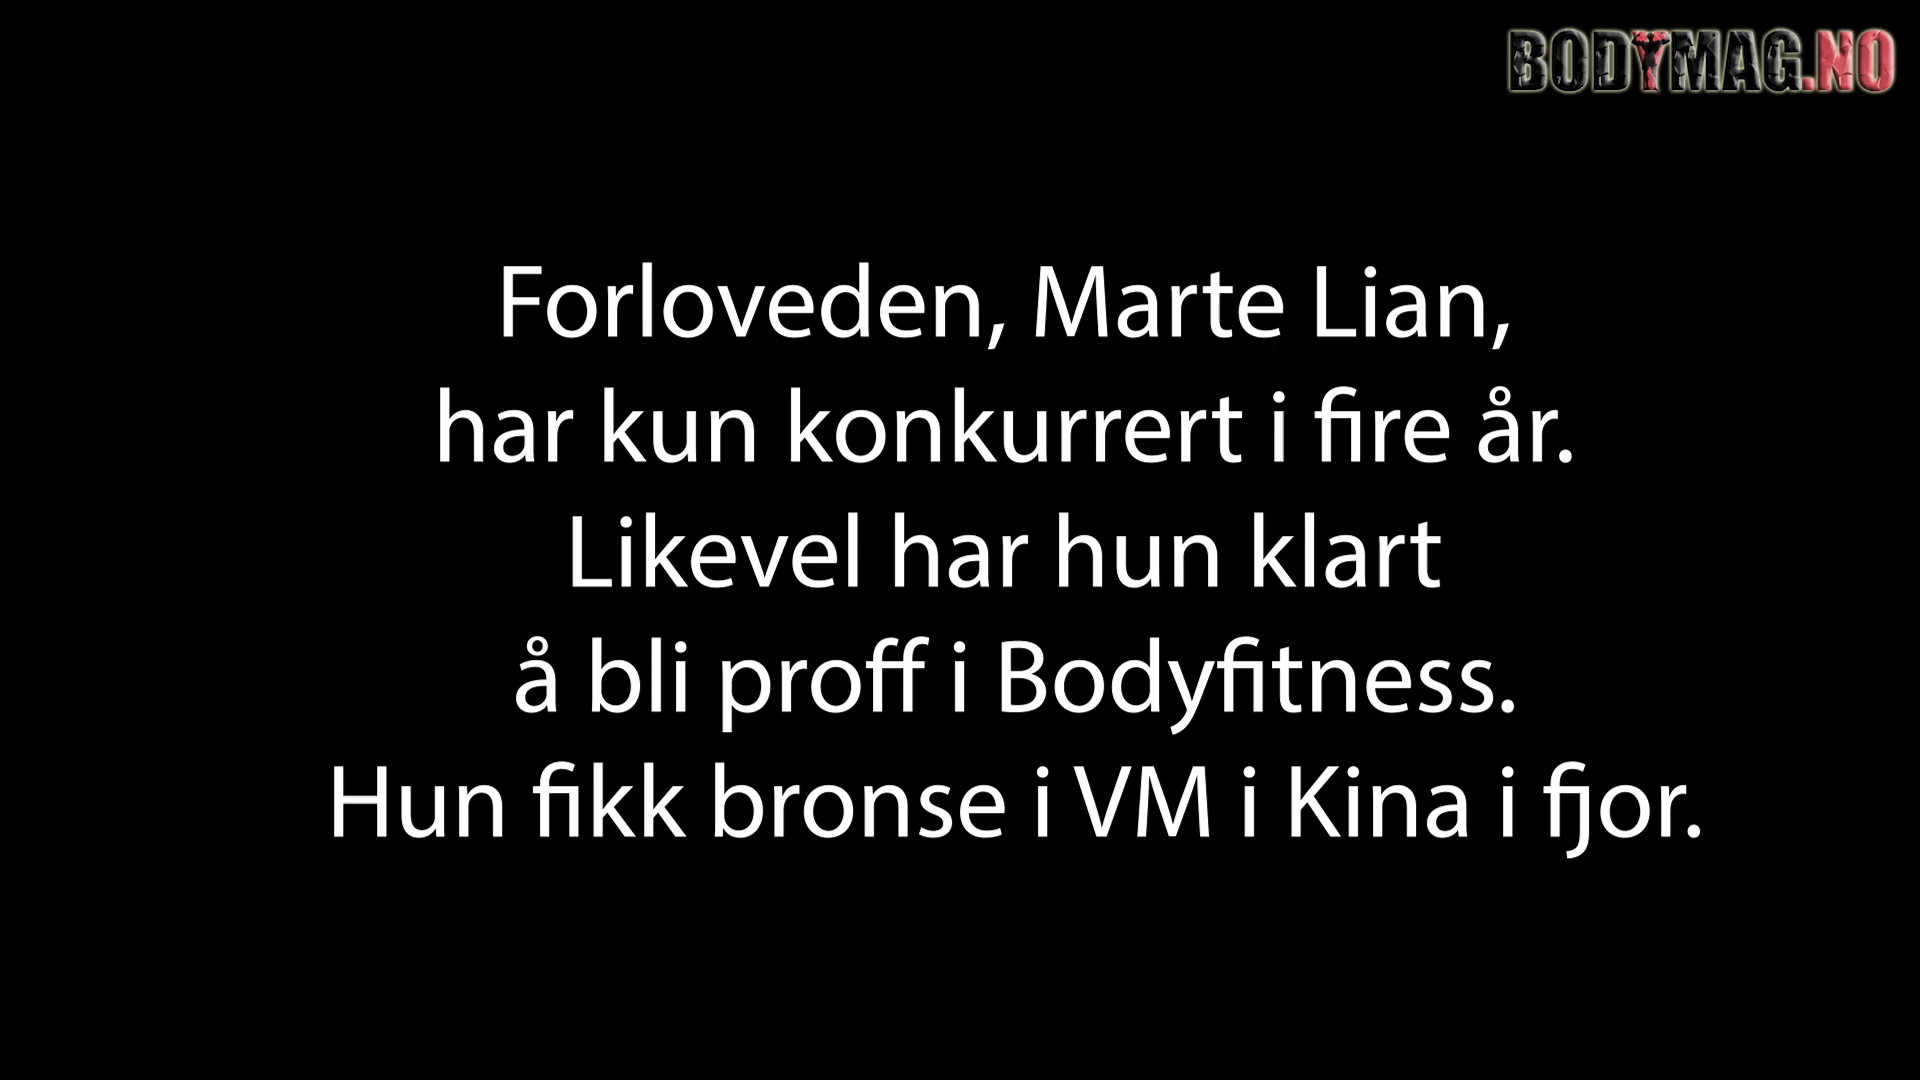 BODYMAG.NO
Forloveden, Marte Lian,
har kun konkurrert i fire år.
Likevel har hun klart
å bli proff i Bodyfitness.
Hun fikk bronse i VM i Kina i fjor.